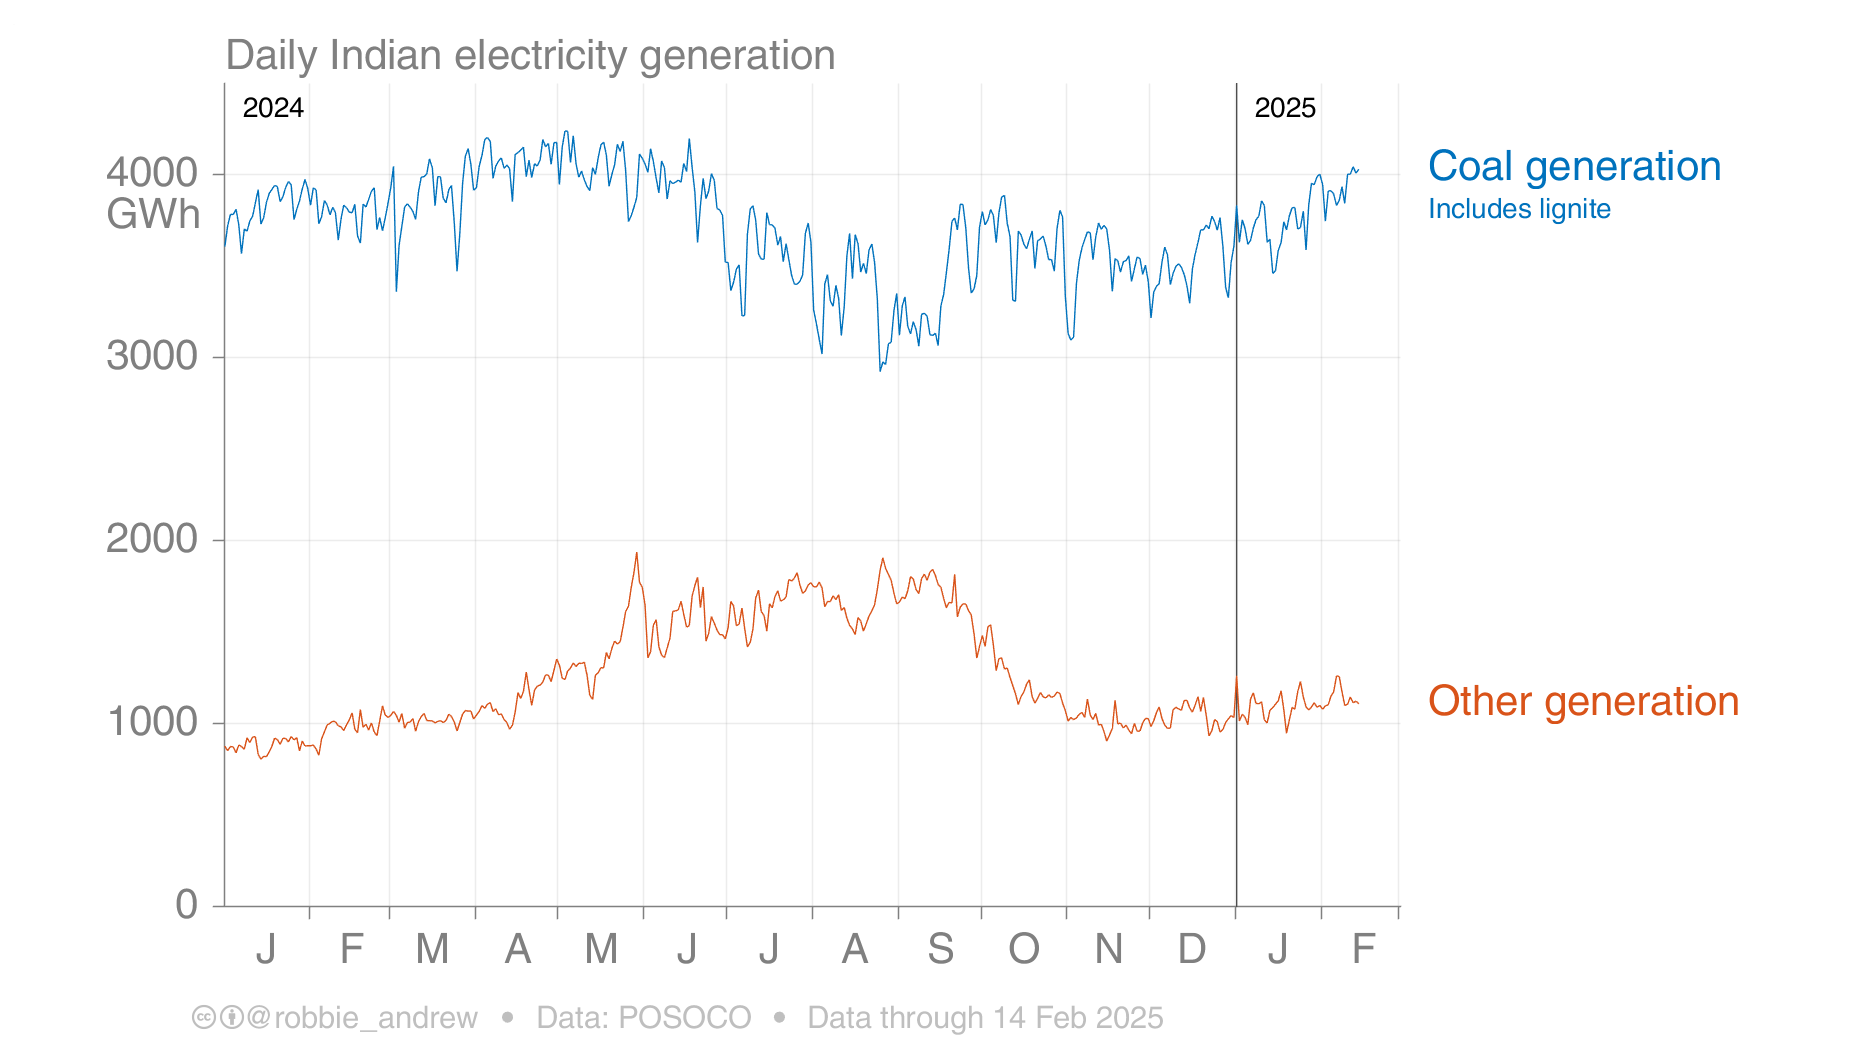 Daily Indian electricity generation
2024
2025
4000
GWh
3000
2000
1000
0
Coal generation
Includes lignite
Other generation
J F M A M J J A S O N D J F
@robbie_andrew • Data: POSOCO • Data through 14 Feb 2025